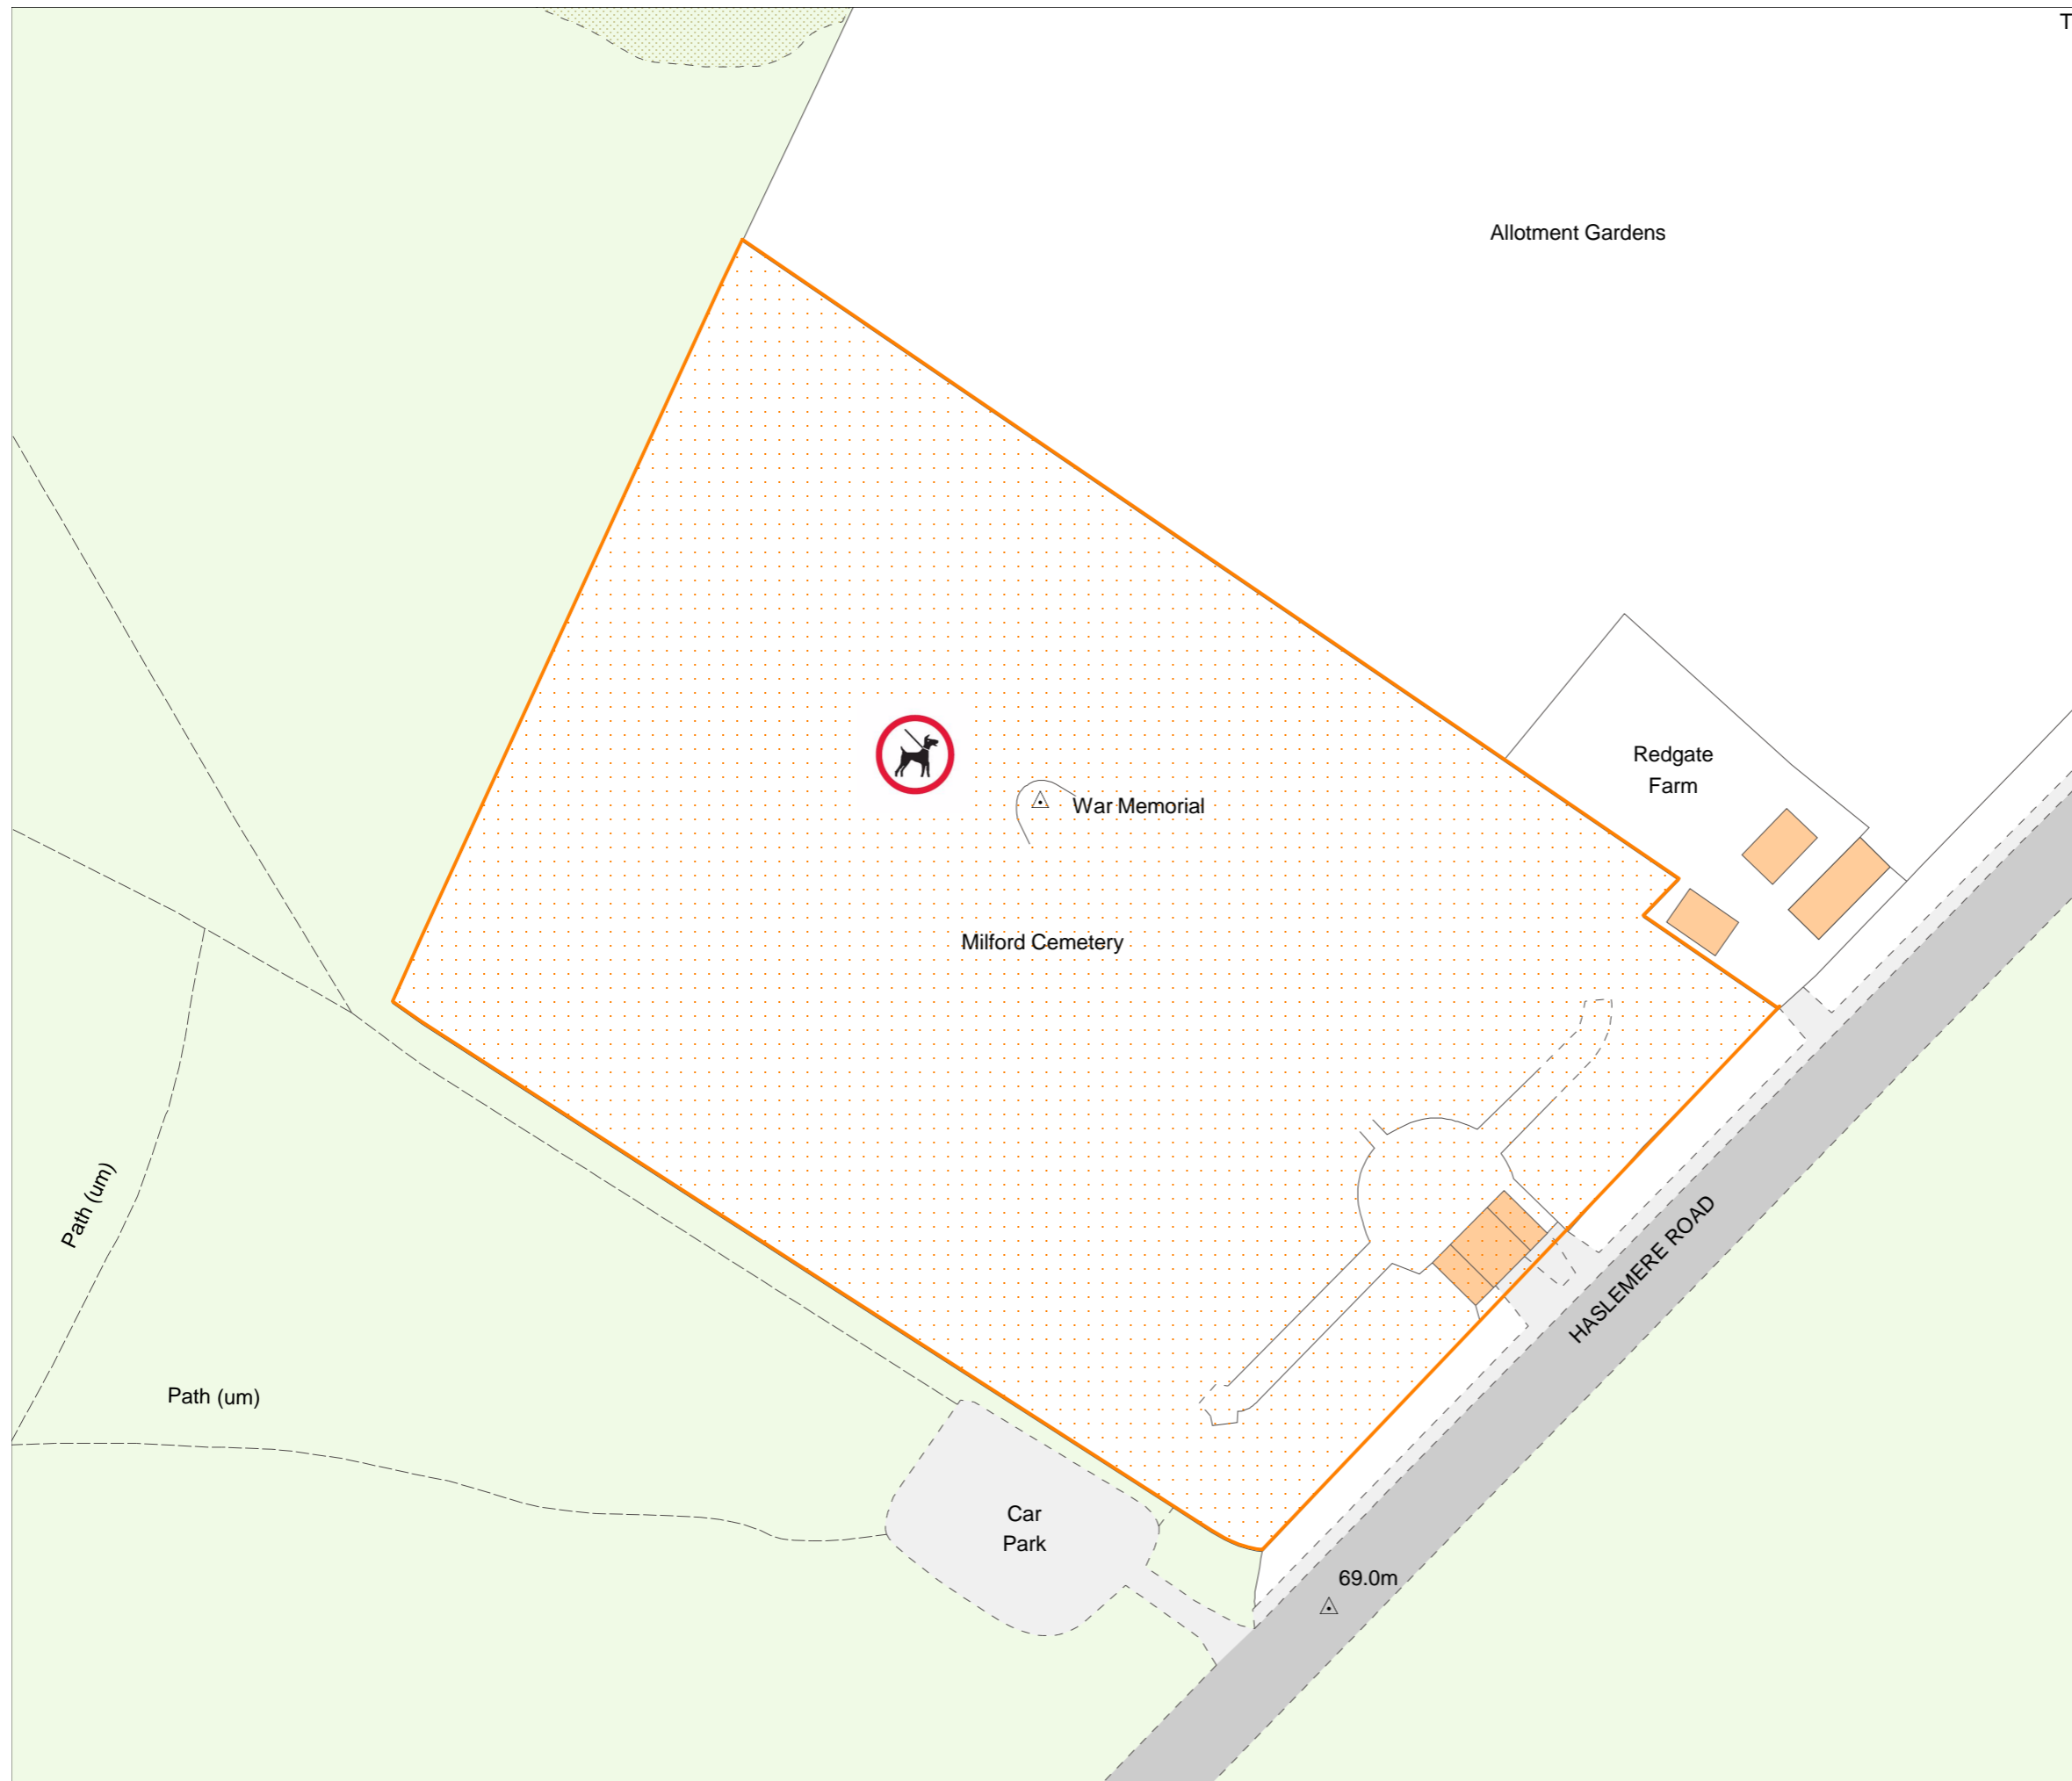 T
Allotment Gardens
Redgate
Farm
War Memorial
Milford Cemetery
Path (um)
HASLEMERE ROAD
Path (um)
Car
Park
69.0m